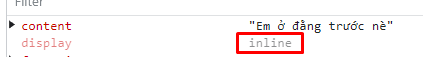 Filter
content "Em ở đằng trước nè"
display inline